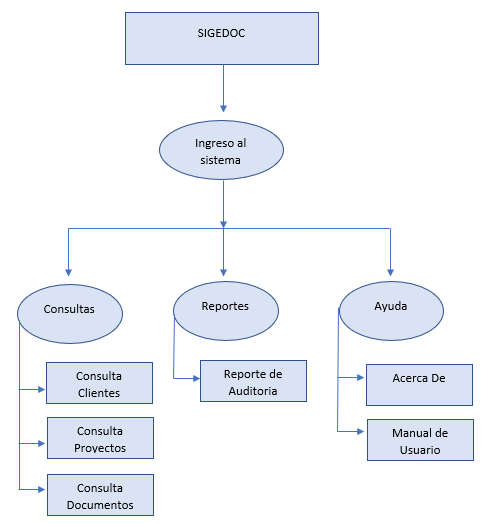 SIGEDOC
Ingreso al
sistema
Consultas
Reportes
Ayuda
Consulta
Clientes
Reporte de
Auditoria
Acerca De
Consulta
Proyectos
Manual de
Usuario
Consulta
Documentos